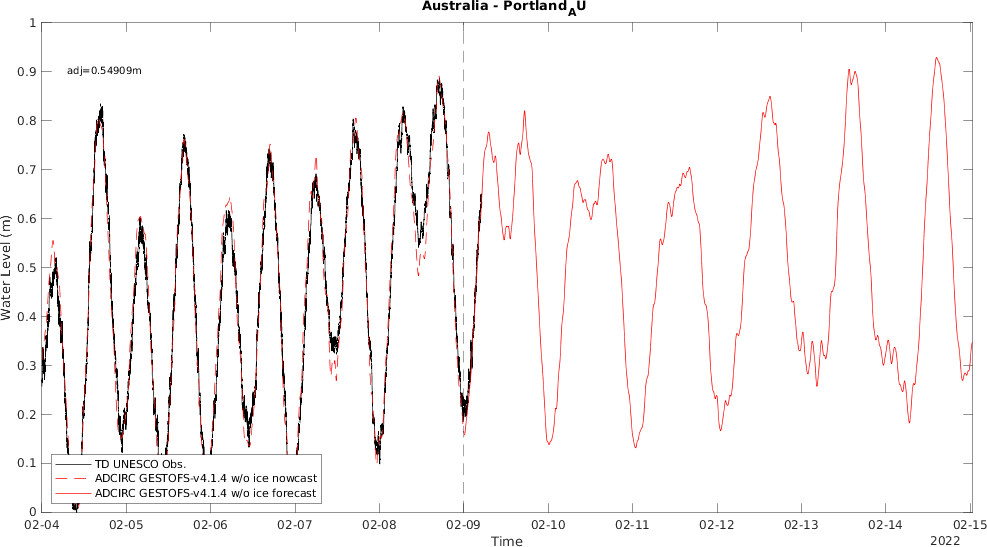 Australia - Portland_AU
1
0.9
0.8
0.7
0.6
0.5
0.4
0.3
0.2
0.1
0
Water Level (m)
adj=0.54909m
TD UNESCO Obs.
ADCIRC GESTOFS-v4.1.4 w/o ice nowcast
ADCIRC GESTOFS-v4.1.4 w/o ice forecast
02-04 02-05 02-06 02-07 02-08 02-09 02-10 02-11 02-12 02-13 02-14 02-15
Time
2022